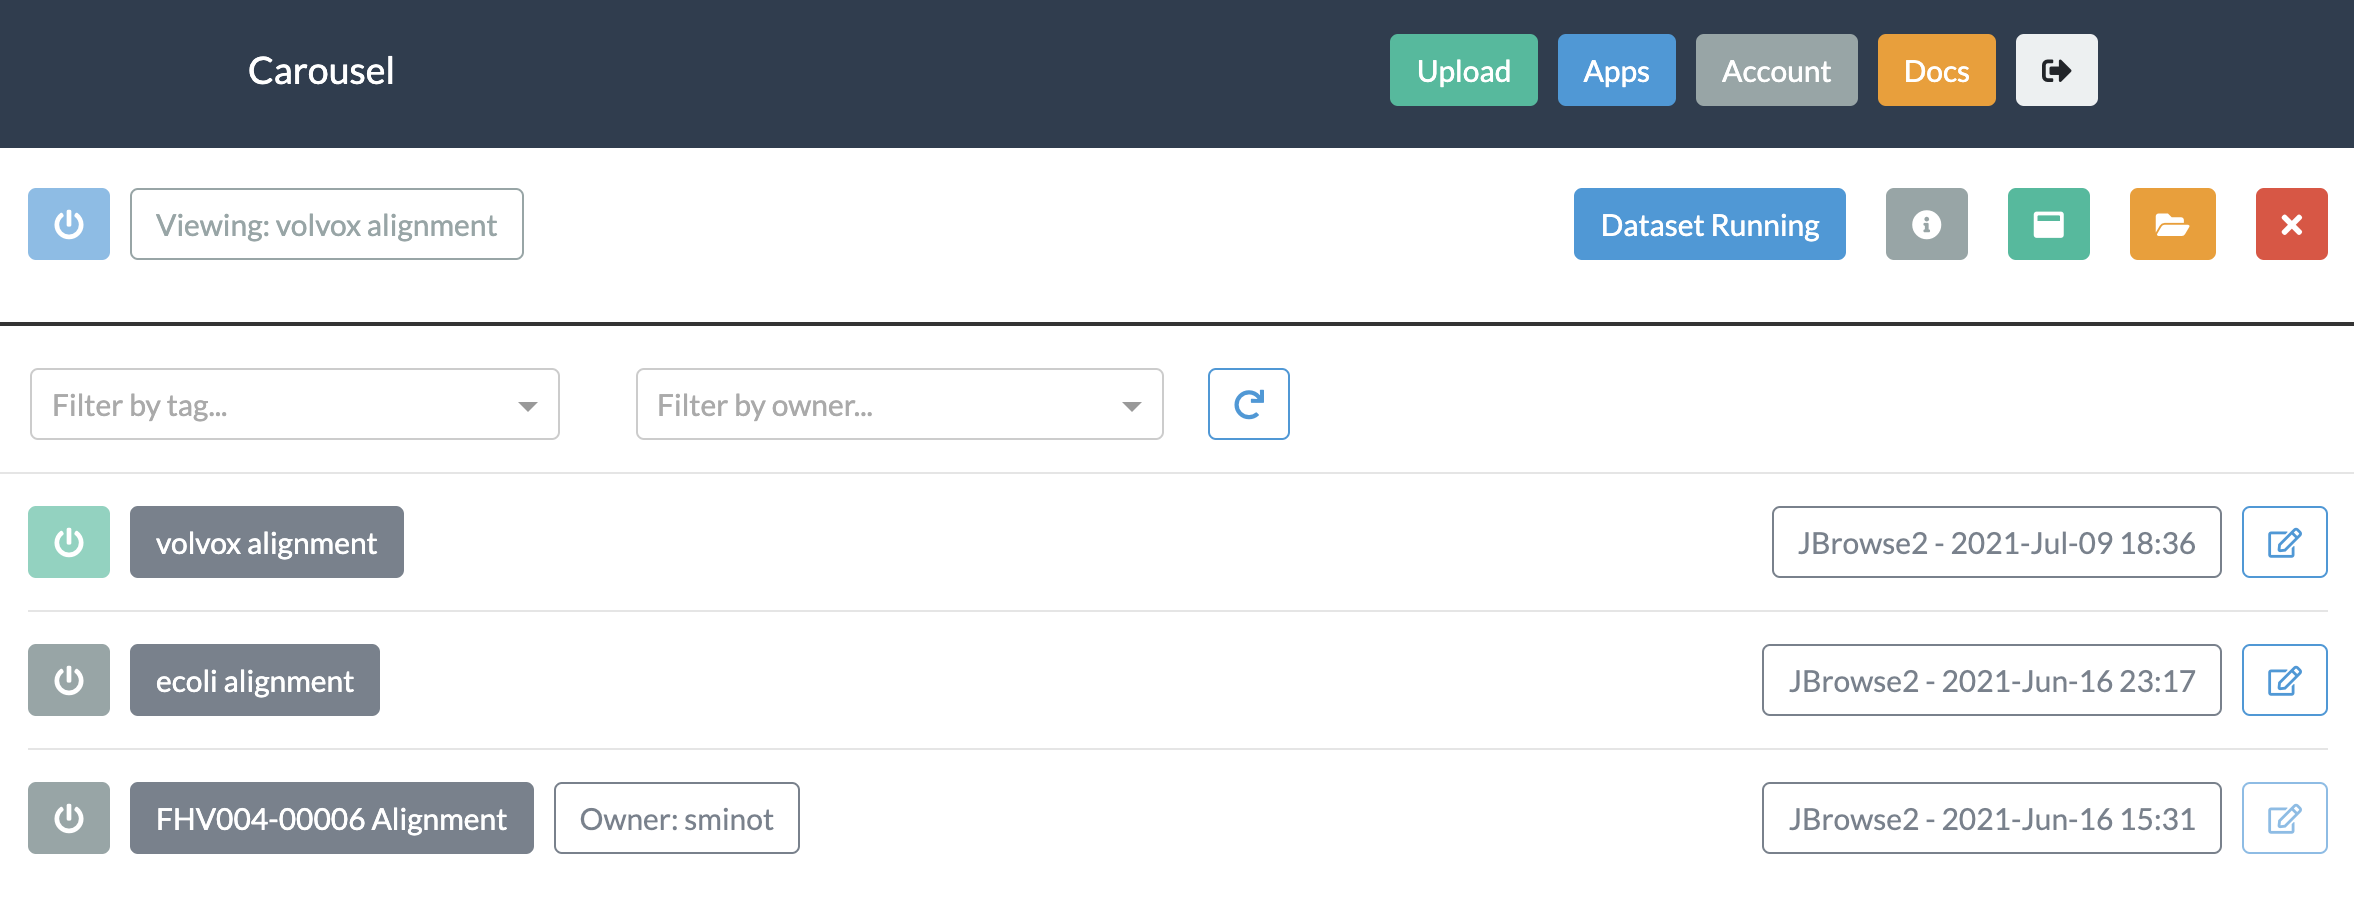 Carousel Upload Apps Account Docs
Viewing: volvox alignment Dataset Running
Filter by tag... Filter by owner...
volvox alignment JBrowse2 - 2021-Jul-09 18:36
ecoli alignment JBrowse2 - 2021-Jun-16 23:17
FHV004-00006 Alignment Owner: sminot JBrowse2 - 2021-Jun-16 15:31